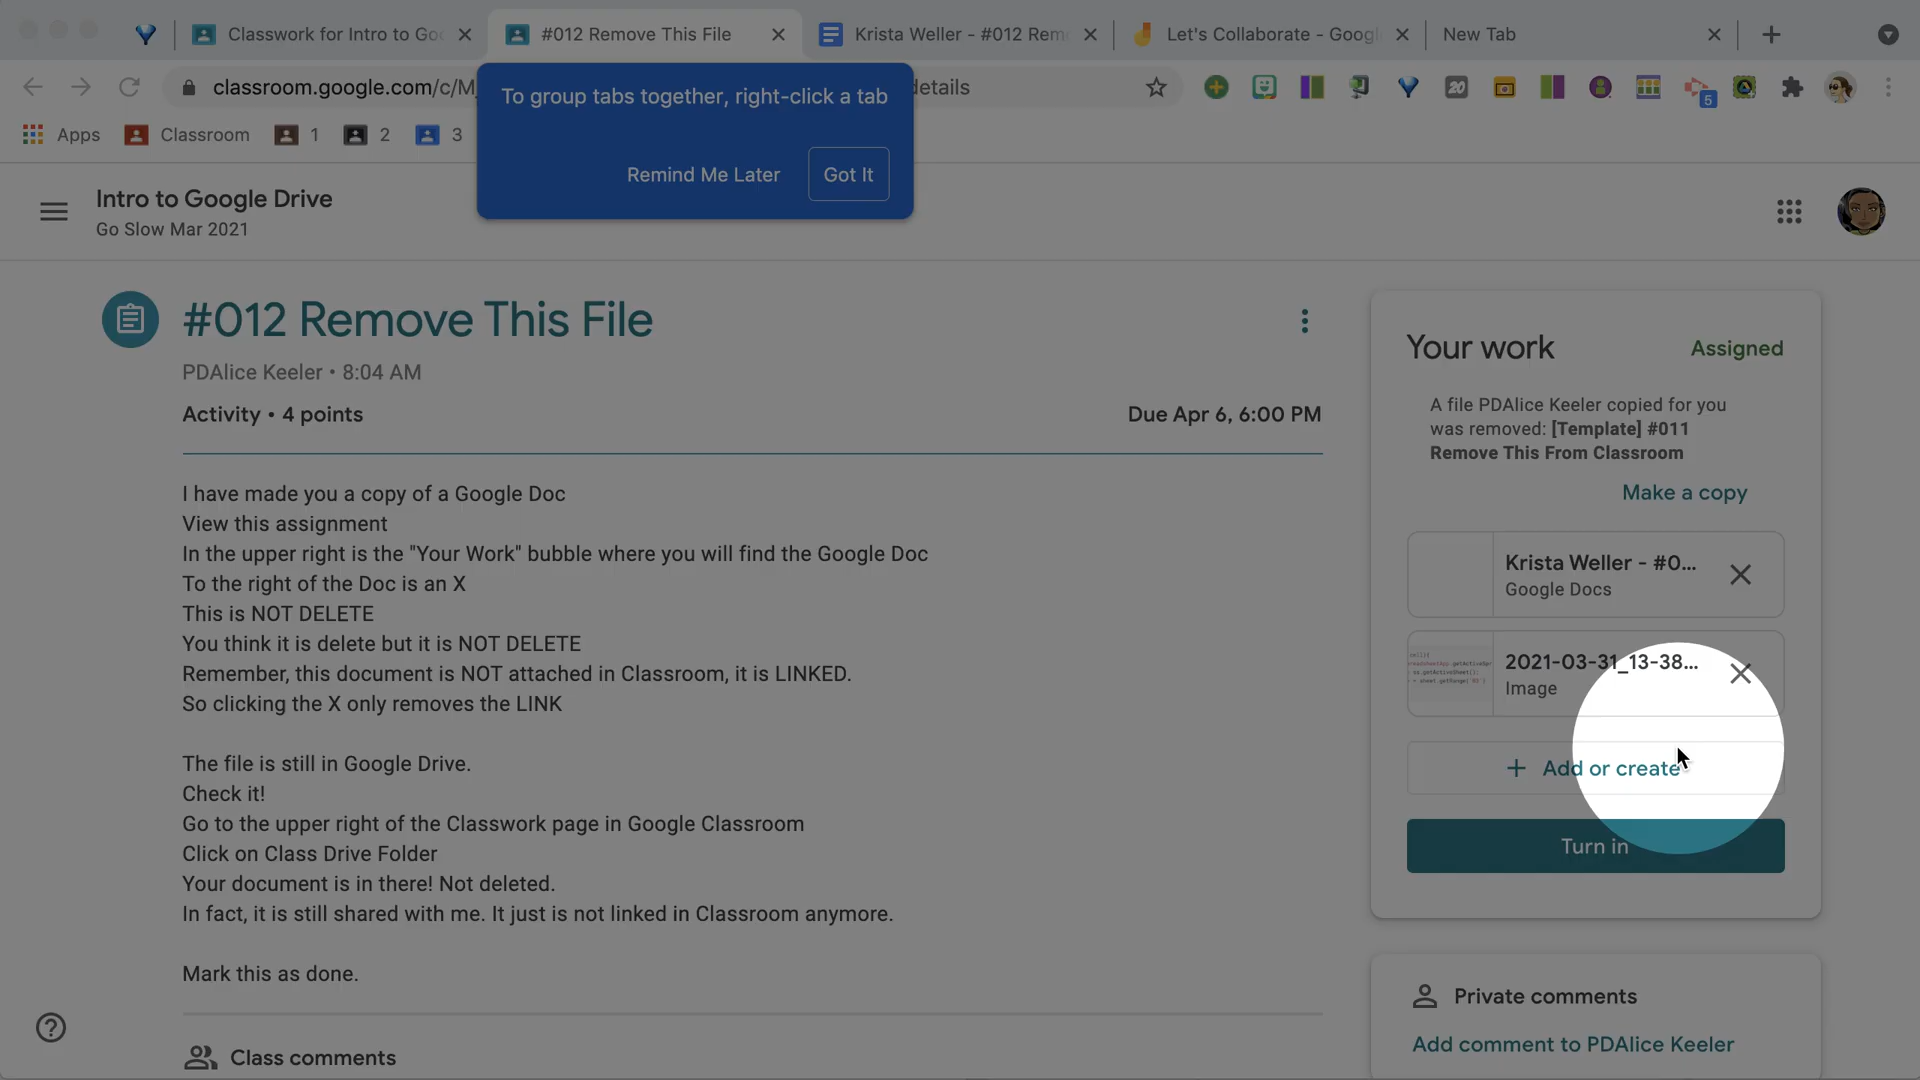 Classwork for Intro to Goo
#012 Remove This File
Krista Weller - #012 Rem
Let's Collaborate - Googl
New Tab
classroom.google.com/c/M
details
20
5
Apps
Classroom
1
2
3
To group tabs together, right-click a tab
Remind Me Later
Got It
Intro to Google Drive
Go Slow Mar 2021
#012 Remove This File
PDAlice Keeler • 8:04 AM
Activity • 4 points
Due Apr 6, 6:00 PM
I have made you a copy of a Google Doc
View this assignment
In the upper right is the "Your Work" bubble where you will find the Google Doc
To the right of the Doc is an X
This is NOT DELETE
You think it is delete but it is NOT DELETE
Remember, this document is NOT attached in Classroom, it is LINKED.
So clicking the X only removes the LINK
The file is still in Google Drive.
Check it!
Go to the upper right of the Classwork page in Google Classroom
Click on Class Drive Folder
Your document is in there! Not deleted.
In fact, it is still shared with me. It just is not linked in Classroom anymore.
Mark this as done.
Class comments
Your work
Assigned
A file PDAlice Keeler copied for you
was removed: [Template] #011
Remove This From Classroom
Make a copy
Krista Weller - #0...
Google Docs
2021-03-31_13-38...
Image
+ Add or create
Turn in
Private comments
Add comment to PDAlice Keeler